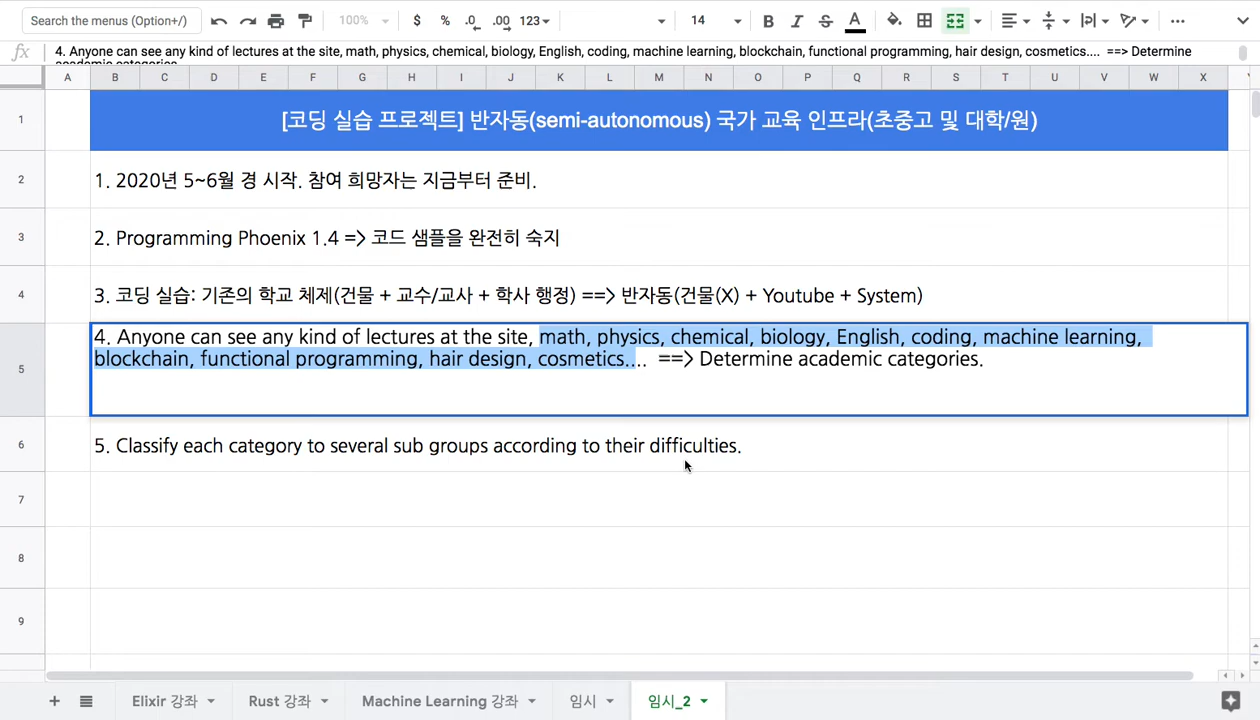 Search the menus (Option+/)
100%
$ % .0 .00 123
14
B I S A
fx
4. Anyone can see any kind of lectures at the site, math, physics, chemical, biology, English, coding, machine learning, blockchain, functional programming, hair design, cosmetics.... ==> Determine
academic categories.
A B C D E F G H I J K L M N O P Q R S T U V W X
1
[코딩 실습 프로젝트] 반자동(semi-autonomous) 국가 교육 인프라(초중고 및 대학/원)
2
1. 2020년 5~6월 경 시작. 참여 희망자는 지금부터 준비.
3
2. Programming Phoenix 1.4 => 코드 샘플을 완전히 숙지
4
3. 코딩 실습: 기존의 학교 체제(건물 + 교수/교사 + 학사 행정) ==> 반자동(건물(X) + Youtube + System)
5
4. Anyone can see any kind of lectures at the site, math, physics, chemical, biology, English, coding, machine learning,
blockchain, functional programming, hair design, cosmetics.... ==> Determine academic categories.
6
5. Classify each category to several sub groups according to their difficulties.
7
8
9
Elixir 강좌
Rust 강좌
Machine Learning 강좌
임시
임시_2